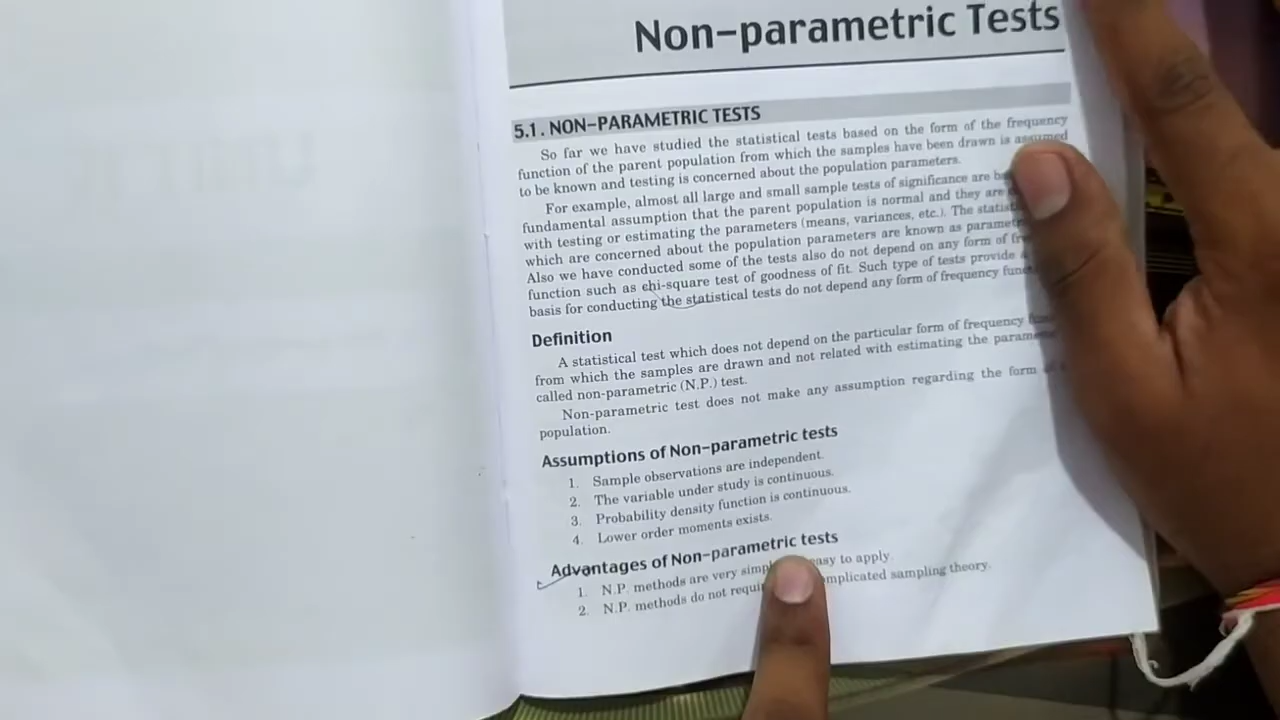 Non-parametric Tests
5.1. NON-PARAMETRIC TESTS
So far we have studied the statistical tests based on the form of the frequency
function of the parent population from which the samples have been drawn is assumed
to be known and testing is concerned about the population parameters.
For example, almost all large and small sample tests of significance are
fundamental assumption that the parent population is normal and they are
with testing or estimating the parameters (means, variances, etc.). The
which are concerned about the population parameters are known as
Also we have conducted some of the tests also do not depend on any form of
function such as chi-square test of goodness of fit. Such type of tests provide
basis for conducting the statistical tests do not depend any form of frequency
Definition
A statistical test which does not depend on the particular form of frequency
from which the samples are drawn and not related with estimating the
called non-parametric (N.P.) test.
Non-parametric test does not make any assumption regarding the form
population.
Assumptions of Non-parametric tests
1. Sample observations are independent.
2. The variable under study is continuous.
3. Probability density function is continuous.
4. Lower order moments exists.
Advantages of Non-parametric tests
1. N.P. methods are very easy to apply.
2. N.P. methods do not sampling theory.